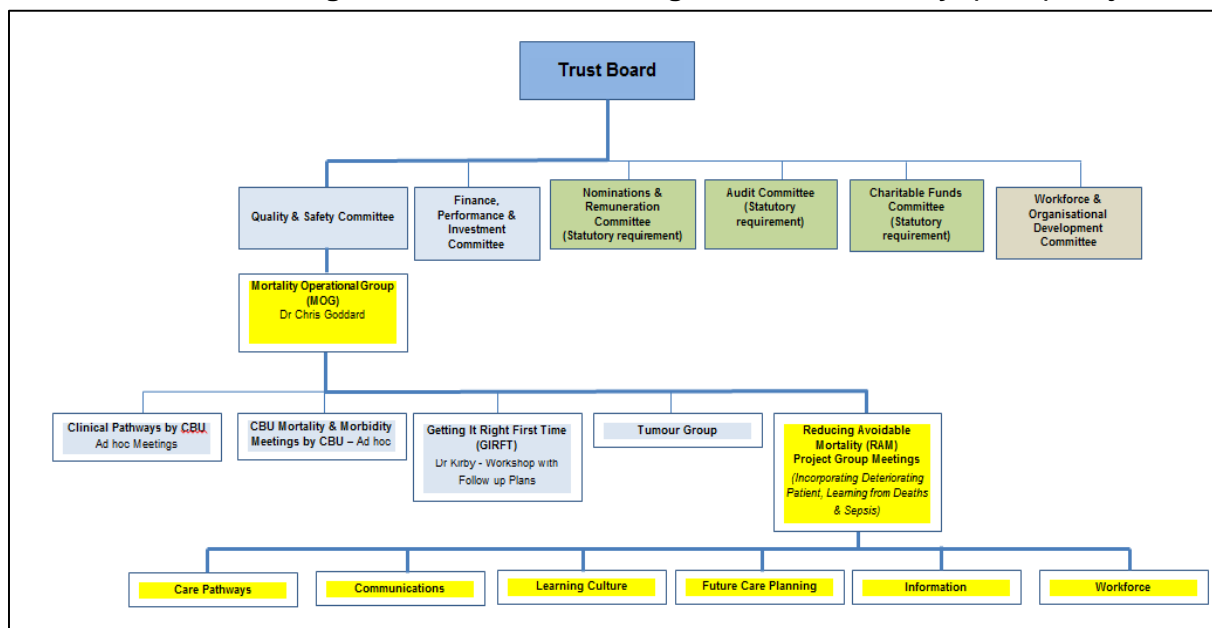 Trust Board
Quality & Safety Committee
Finance,
Performance &
Investment
Committee
Nominations &
Remuneration
Committee
(Statutory requirement)
Audit Committee
(Statutory
requirement)
Charitable Funds
Committee
(Statutory
requirement)
Workforce &
Organisational
Development
Committee
Mortality Operational Group
(MOG)
Dr Chris Goddard
Clinical Pathways by CBU
Ad hoc Meetings
CBU Mortality & Morbidity
Meetings by CBU – Ad hoc
Getting It Right First Time
(GIRFT)
Dr Kirby - Workshop with
Follow up Plans
Tumour Group
Reducing Avoidable
Mortality (RAM)
Project Group Meetings
(Incorporating Deteriorating
Patient, Learning from Deaths
& Sepsis)
Care Pathways
Communications
Learning Culture
Future Care Planning
Information
Workforce